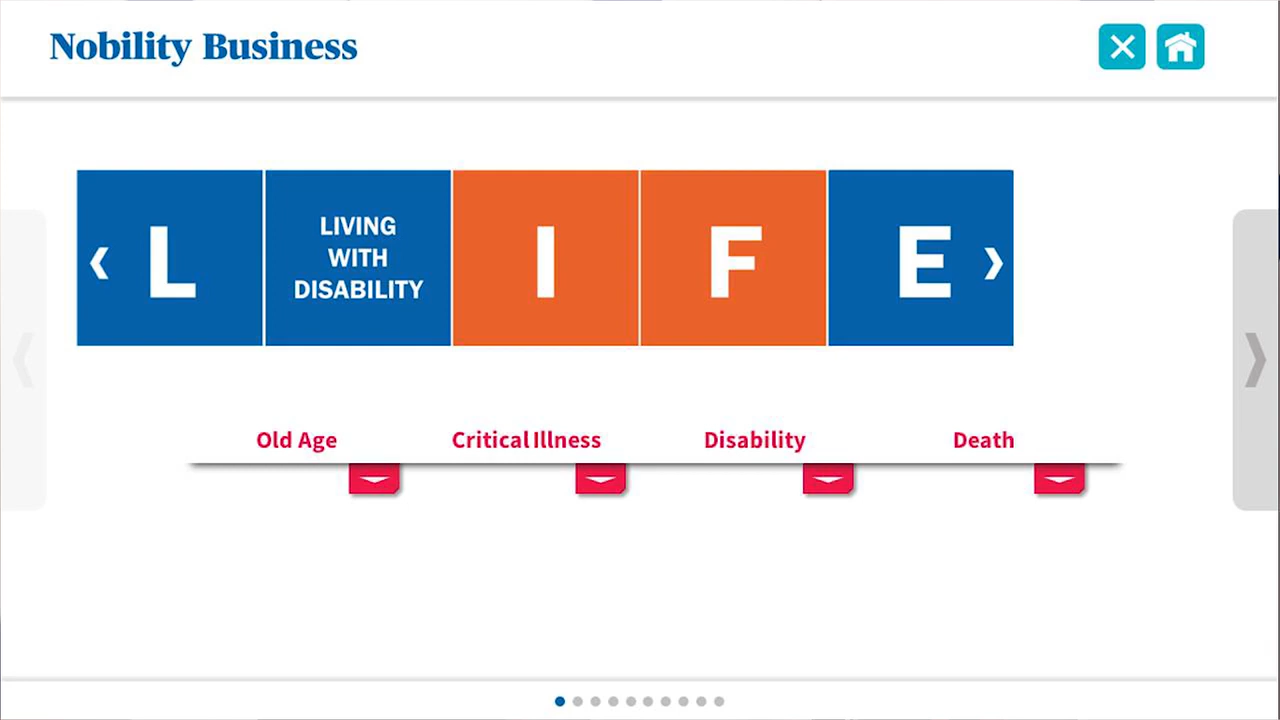 Nobility Business
L
LIVING
WITH
DISABILITY
I
F
E
Old Age
Critical Illness
Disability
Death